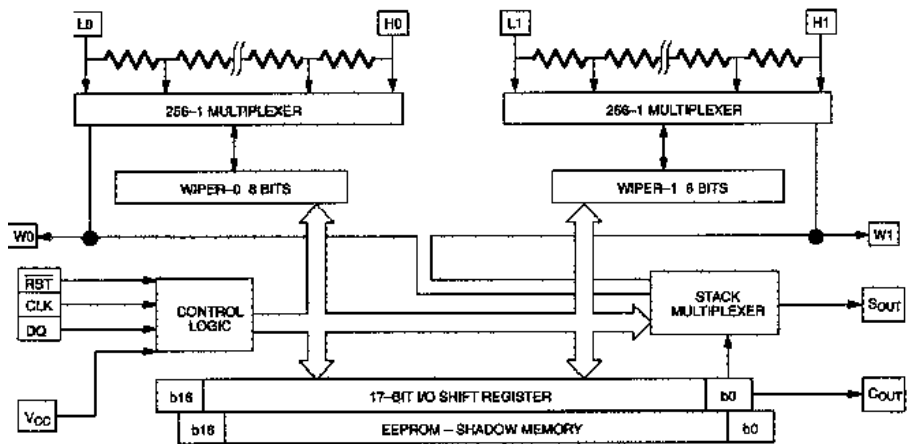 L0 H0 L1 H1
256–1 MULTIPLEXER 256–1 MULTIPLEXER
WIPER–0 8 BITS WIPER–1 8 BITS
W0 W1
RST
CLK
DQ
CONTROL
LOGIC
STACK
MULTIPLEXER
SOUT
VCC
b16 17–BIT I/O SHIFT REGISTER b0
COUT
b16 EEPROM – SHADOW MEMORY b0